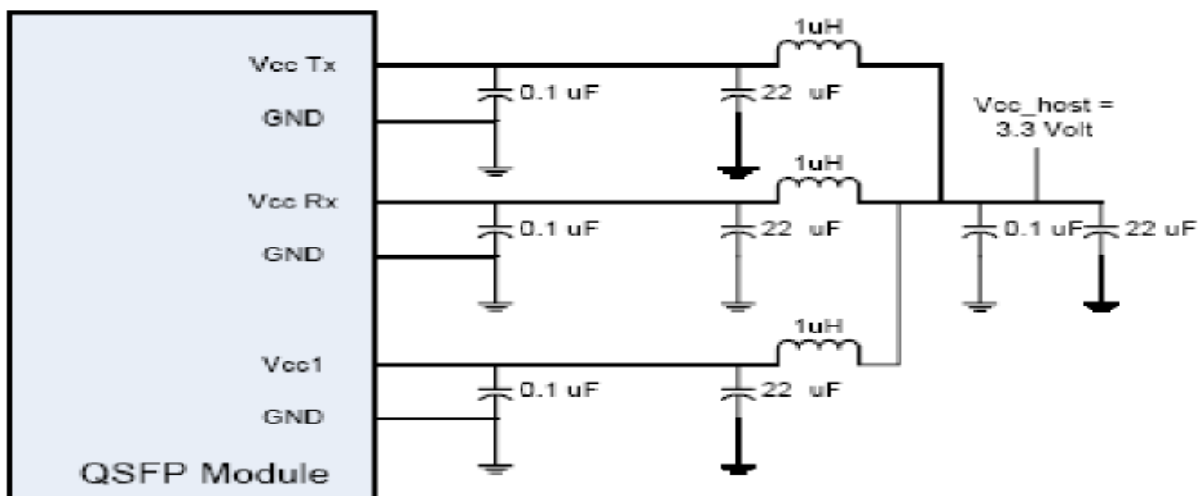 1uH
Vcc Tx
0.1 uF
22 uF
GND
Vcc_host =
3.3 Volt
1uH
Vcc Rx
0.1 uF
22 uF
0.1 uF
22 uF
GND
1uH
Vcc1
0.1 uF
22 uF
GND
QSFP Module